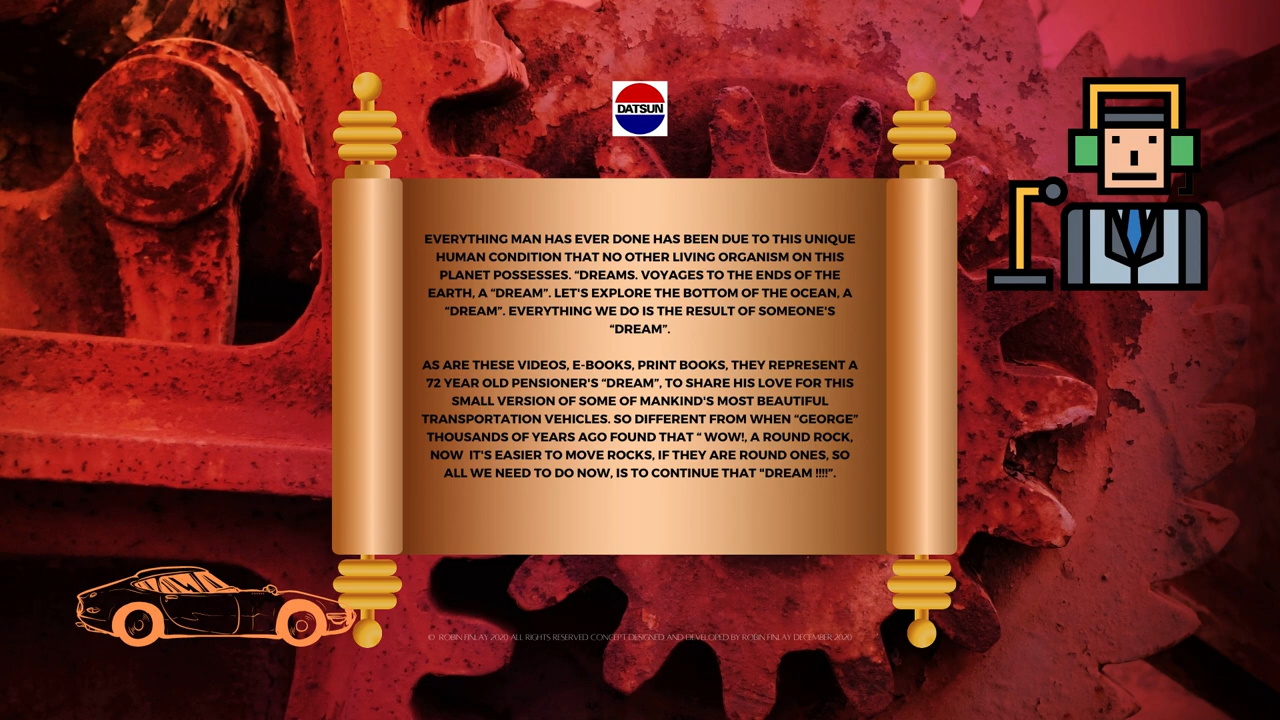 DATSUN
EVERYTHING MAN HAS EVER DONE HAS BEEN DUE TO THIS UNIQUE
HUMAN CONDITION THAT NO OTHER LIVING ORGANISM ON THIS
PLANET POSSESSES. “DREAMS. VOYAGES TO THE ENDS OF THE
EARTH, A “DREAM”. LET'S EXPLORE THE BOTTOM OF THE OCEAN, A
“DREAM”. EVERYTHING WE DO IS THE RESULT OF SOMEONE'S
“DREAM”.
AS ARE THESE VIDEOS, E-BOOKS, PRINT BOOKS, THEY REPRESENT A
72 YEAR OLD PENSIONER'S “DREAM”, TO SHARE HIS LOVE FOR THIS
SMALL VERSION OF SOME OF MANKIND'S MOST BEAUTIFUL
TRANSPORTATION VEHICLES. SO DIFFERENT FROM WHEN “GEORGE”
THOUSANDS OF YEARS AGO FOUND THAT “ WOW!, A ROUND ROCK,
NOW  IT'S EASIER TO MOVE ROCKS, IF THEY ARE ROUND ONES, SO
ALL WE NEED TO DO NOW, IS TO CONTINUE THAT "DREAM !!!!”.
© ROBIN FINLAY 2020 ALL RIGHTS RESERVED CONCEPT DESIGNED AND DEVELOPED BY ROBIN FINLAY DECEMBER 2020